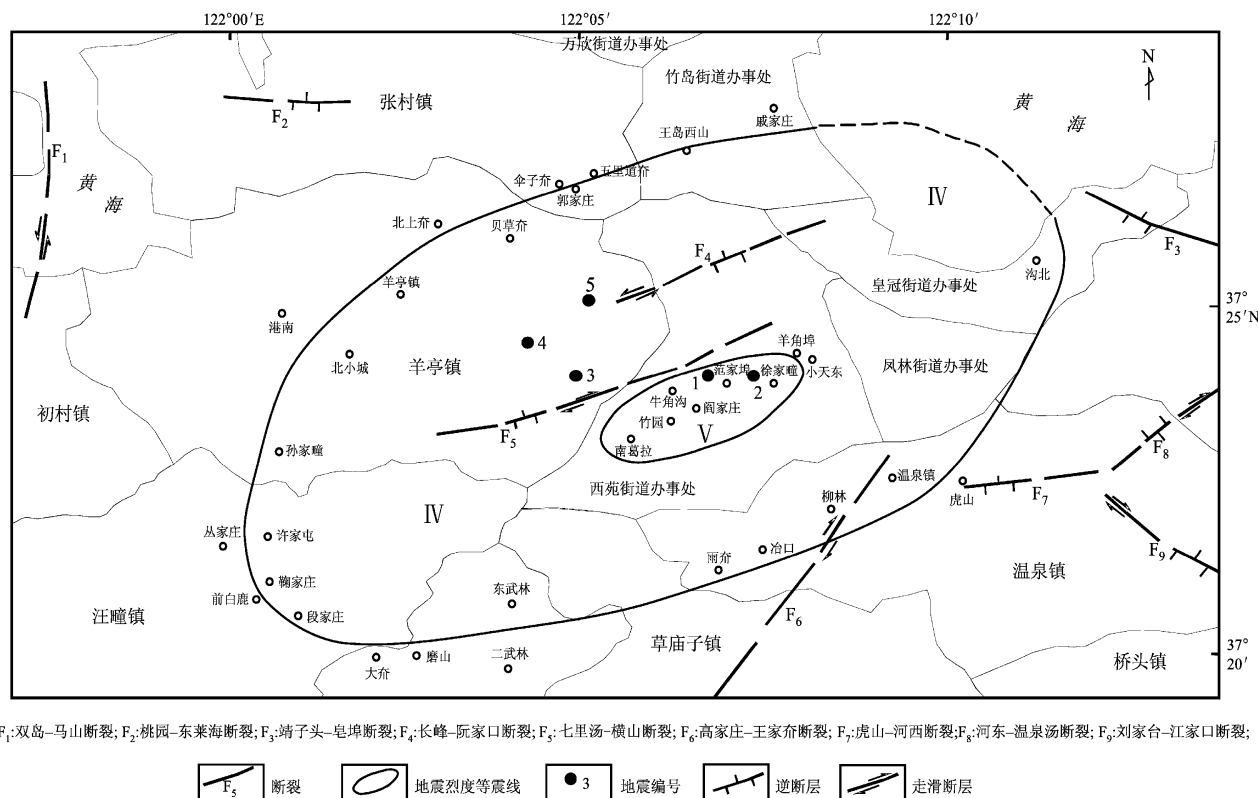 122°00′E 122°05′ 122°10′
万欣街道办事处
竹岛街道办事处
N
张村镇
F2
戚家庄
黄海
王岛西山
F1
黄海
五里道夼
伞子夼
郭家庄
Ⅳ
北上夼
贝草夼
F4
F3
沟北
羊亭镇
5
皇冠街道办事处
37°
25′N
港南
4
羊角埠
北小城
羊亭镇
3
1
范家埠
2
徐家疃
小天东
凤林街道办事处
初村镇
牛角沟
阎家庄
竹园
Ⅴ
F5
南葛拉
F8
孙家疃
西苑街道办事处
温泉镇
虎山
F7
柳林
Ⅳ
丛家庄
许家屯
冶口
F9
雨夼
温泉镇
鞠家庄
前白鹿
东武林
汪疃镇
段家庄
F6
草庙子镇
二武林
磨山
大夼
桥头镇
37°
20′
F1:双岛–马山断裂; F2:桃园–东莱海断裂; F3:靖子头–皂埠断裂; F4:长峰–阮家口断裂; F5:七里汤–横山断裂; F6:高家庄–王家夼断裂; F7:虎山–河西断裂;F8:河东–温泉汤断裂; F9:刘家台–江家口断裂;
F5 断裂 地震烈度等震线 3 地震编号 逆断层 走滑断层